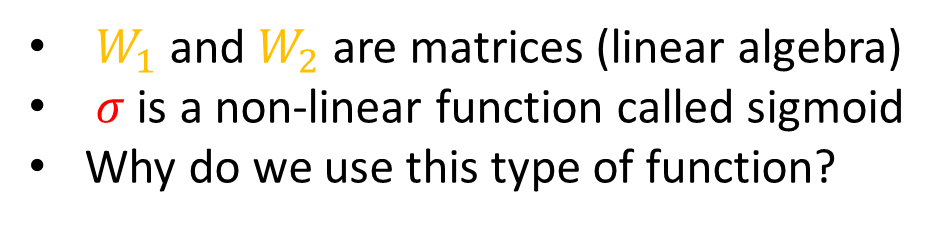 • W₁ and W₂ are matrices (linear algebra)
• σ is a non-linear function called sigmoid
• Why do we use this type of function?